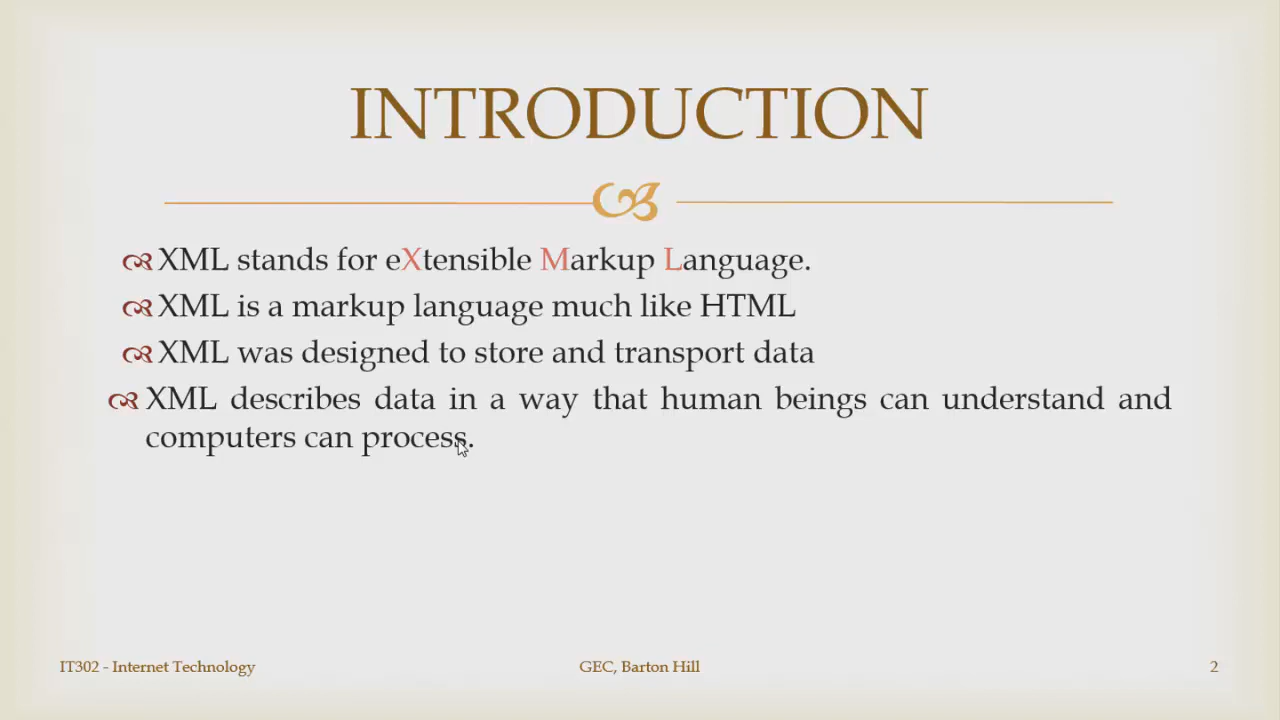 INTRODUCTION
XML stands for eXtensible Markup Language.
XML is a markup language much like HTML
XML was designed to store and transport data
XML describes data in a way that human beings can understand and
computers can process.
IT302 - Internet Technology
GEC, Barton Hill
2